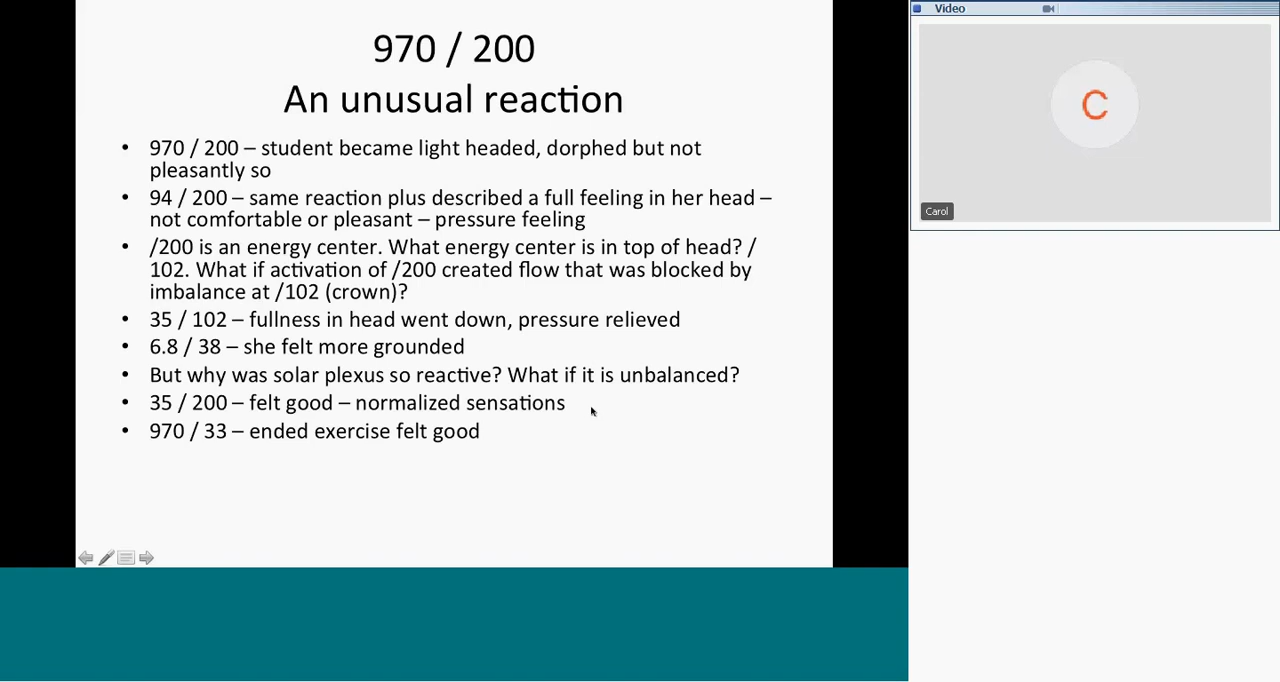 970 / 200
An unusual reaction
• 970 / 200 – student became light headed, dorphed but not
pleasantly so
• 94 / 200 – same reaction plus described a full feeling in her head –
not comfortable or pleasant – pressure feeling
• /200 is an energy center. What energy center is in top of head? /
102. What if activation of /200 created flow that was blocked by
imbalance at /102 (crown)?
• 35 / 102 – fullness in head went down, pressure relieved
• 6.8 / 38 – she felt more grounded
• But why was solar plexus so reactive? What if it is unbalanced?
• 35 / 200 – felt good – normalized sensations
• 970 / 33 – ended exercise felt good
Video
C
Carol